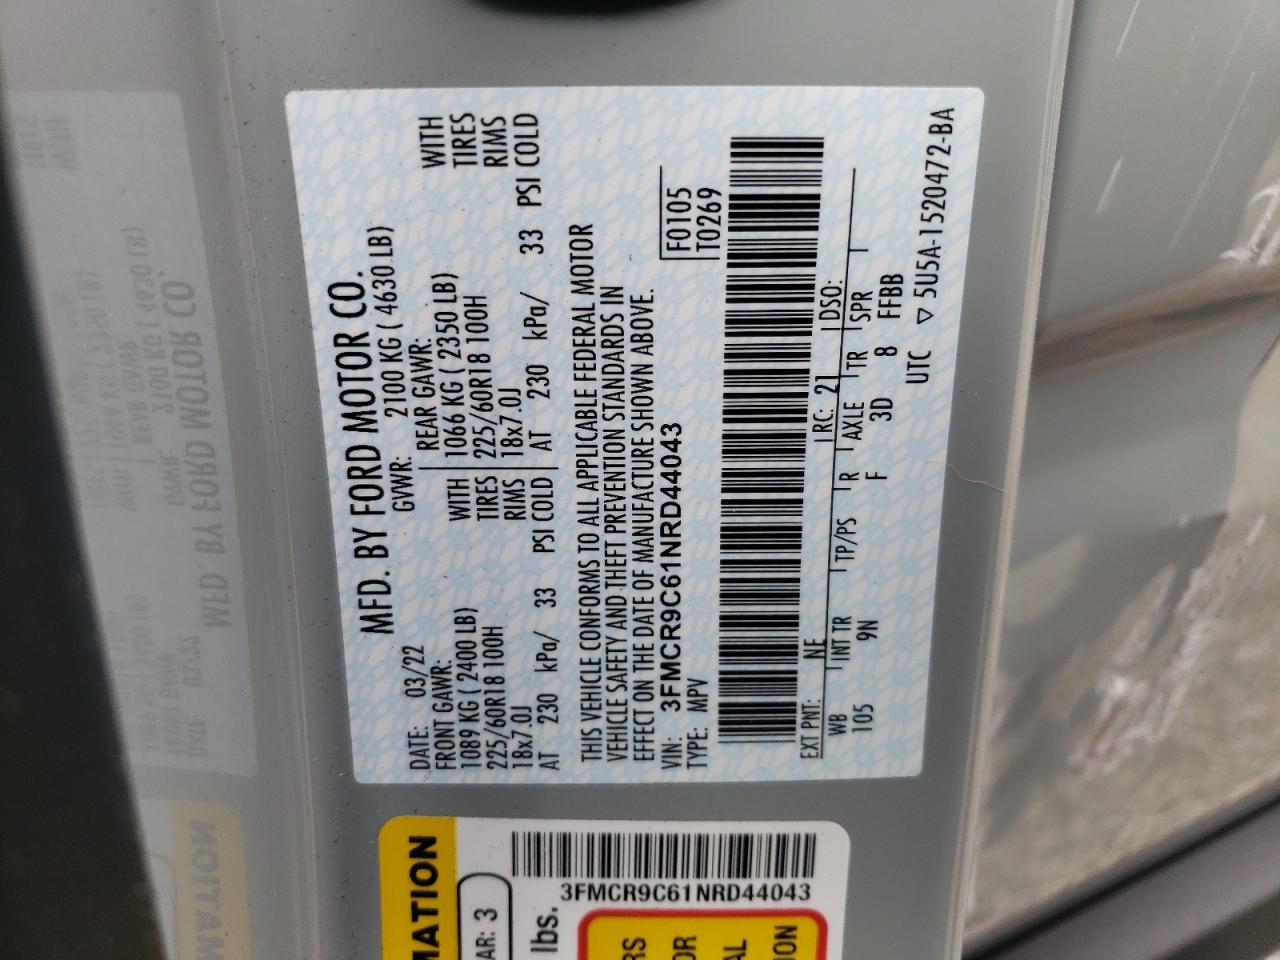 MFD. BY FORD MOTOR CO.
DATE: 03/22 GVWR: 2100 KG ( 4630 LB)
FRONT GAWR: REAR GAWR:
1089 KG ( 2400 LB) WITH 1066 KG ( 2350 LB) WITH
225/60R18 100H TIRES 225/60R18 100H TIRES
18x7.0J RIMS 18x7.0J RIMS
AT 230 kPa/ 33 PSI COLD AT 230 kPa/ 33 PSI COLD
THIS VEHICLE CONFORMS TO ALL APPLICABLE FEDERAL MOTOR
VEHICLE SAFETY AND THEFT PREVENTION STANDARDS IN
EFFECT ON THE DATE OF MANUFACTURE SHOWN ABOVE.
VIN: 3FMCR9C61NRD44043 F0105
TYPE: MPV T0269
EXT PNT: NE RC: 21 DSO:
WB INT TR TP/PS R AXLE TR SPR
105 9N F 3D 8 FFBB
UTC ▽ 5U5A-1520472-BA
MATION
AR: 3
lbs.
3FMCR9C61NRD44043
RS
OR
AL
ION